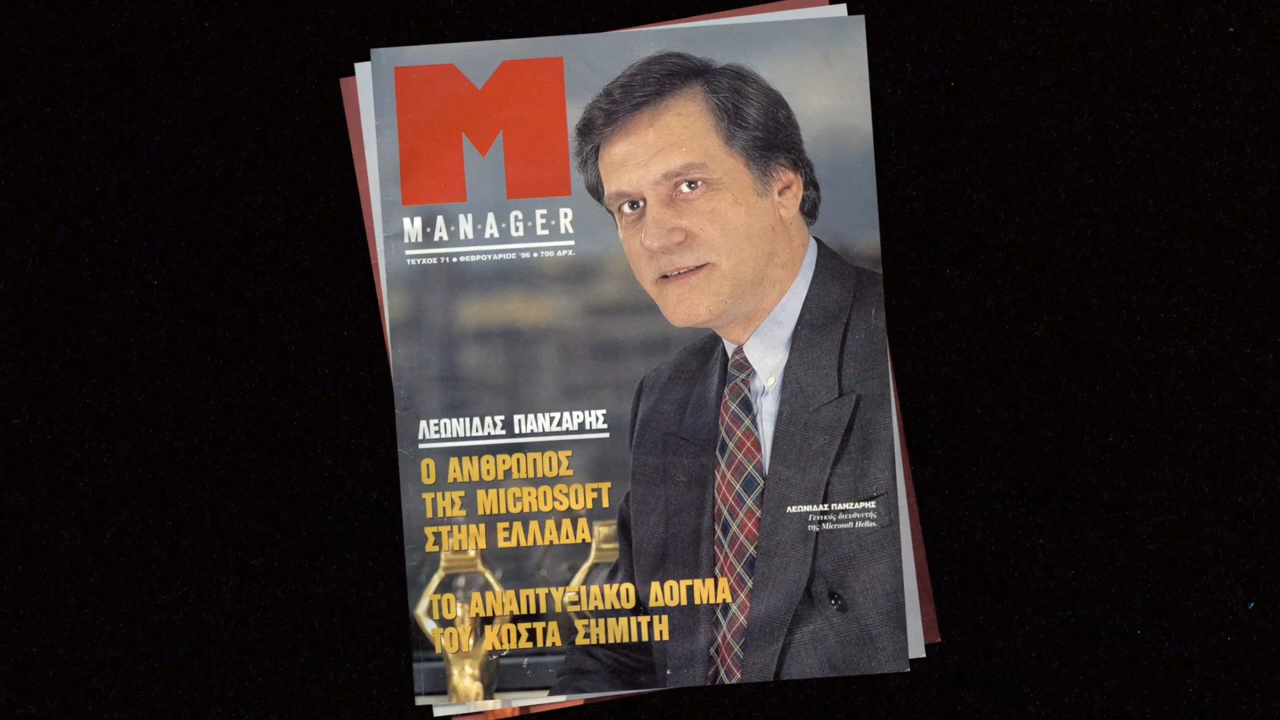 M
M·A·N·A·G·E·R
ΤΕΥΧΟΣ 71 ● ΦΕΒΡΟΥΑΡΙΟΣ '96 ● 700 ΔΡΧ.
ΛΕΩΝΙΔΑΣ ΠΑΝΖΑΡΗΣ
Ο ΑΝΘΡΩΠΟΣ
ΤΗΣ MICROSOFT
ΣΤΗΝ ΕΛΛΑΔΑ
ΛΕΩΝΙΔΑΣ ΠΑΝΖΑΡΗΣ
Γενικός διευθυντής
της Microsoft Hellas.
ΤΟ ΑΝΑΠΤΥΞΙΑΚΟ ΔΟΓΜΑ
ΤΟΥ ΚΩΣΤΑ ΣΗΜΙΤΗ